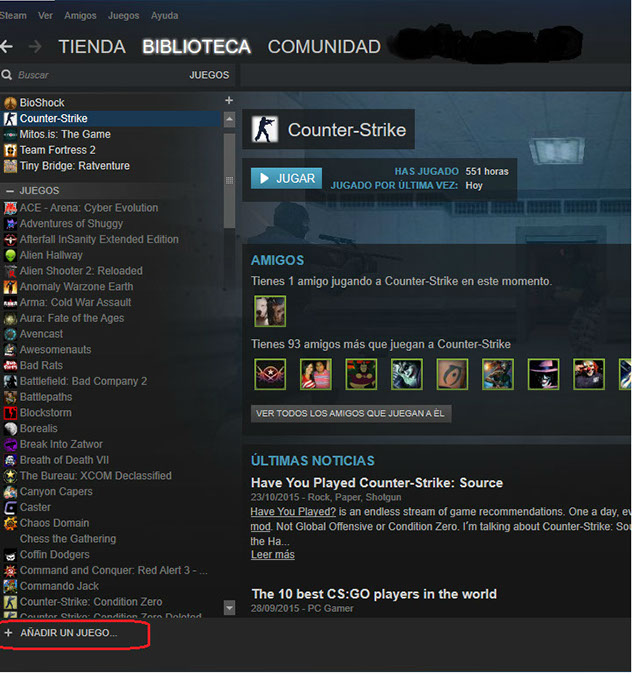 Steam Ver Amigos Juegos Ayuda
TIENDA BIBLIOTECA COMUNIDAD
Buscar JUEGOS
BioShock
Counter-Strike
Mitos.is: The Game
Team Fortress 2
Tiny Bridge: Ratventure
JUEGOS
ACE - Arena: Cyber Evolution
Adventures of Shuggy
Afterfall InSanity Extended Edition
Alien Hallway
Alien Shooter 2: Reloaded
Anomaly Warzone Earth
Arma: Cold War Assault
Aura: Fate of the Ages
Avencast
Awesomenauts
Bad Rats
Battlefield: Bad Company 2
Battlepaths
Blockstorm
Borealis
Break Into Zatwor
Breath of Death VII
The Bureau: XCOM Declassified
Canyon Capers
Caster
Chaos Domain
Chess the Gathering
Coffin Dodgers
Command and Conquer: Red Alert 3 - ...
Commando Jack
Counter-Strike: Condition Zero
Counter-Strike: Condition Zero Deleted
+ AÑADIR UN JUEGO...
Counter-Strike
JUGAR
HAS JUGADO 551 horas
JUGADO POR ÚLTIMA VEZ: Hoy
AMIGOS
Tienes 1 amigo jugando a Counter-Strike en este momento.
Tienes 93 amigos más que juegan a Counter-Strike
VER TODOS LOS AMIGOS QUE JUEGAN A ÉL
ÚLTIMAS NOTICIAS
Have You Played Counter-Strike: Source
23/10/2015 - Rock, Paper, Shotgun
Have You Played? is an endless stream of game recommendations. One a day, ev
mod. Not Global Offensive or Condition Zero. I'm talking about Counter-Strike: Sou
the Ha...
Leer más
The 10 best CS:GO players in the world
28/09/2015 - PC Gamer